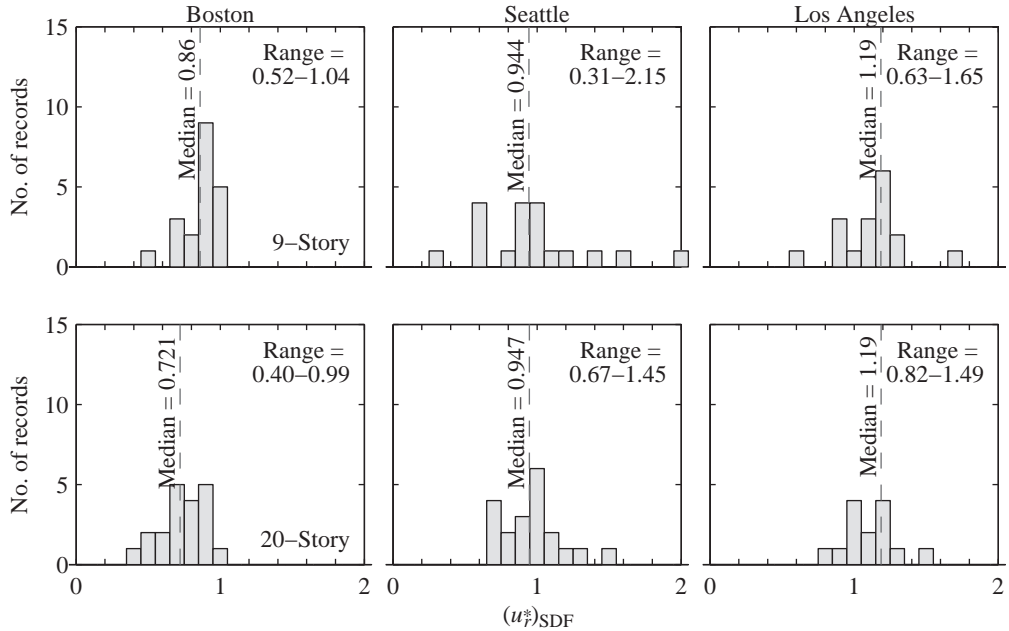 Boston
Seattle
Los Angeles
15
10
5
0
No. of records
Median = 0.86
Range =
0.52–1.04
9–Story
Median = 0.944
Range =
0.31–2.15
Median = 1.19
Range =
0.63–1.65
15
10
5
0
No. of records
Median = 0.721
Range =
0.40–0.99
20–Story
Median = 0.947
Range =
0.67–1.45
Median = 1.19
Range =
0.82–1.49
0 1 2 0 1 2 0 1 2
(u*r)SDF